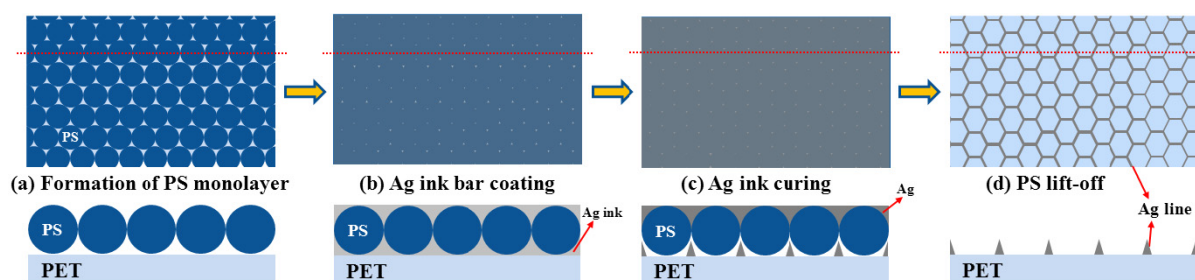 PS
(a) Formation of PS monolayer
(b) Ag ink bar coating
(c) Ag ink curing
(d) PS lift-off
PS
PET
PS
Ag ink
PET
PS
Ag
PET
Ag line
PET